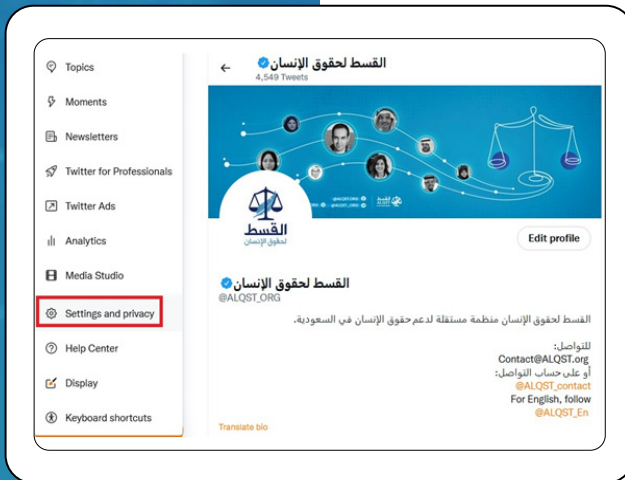 Topics
Moments
Newsletters
Twitter for Professionals
Twitter Ads
Analytics
Media Studio
Settings and privacy
Help Center
Display
Keyboard shortcuts
القسط لحقوق الإنسان
4,549 Tweets
القسط
ALQST
القسط
لحقوق الإنسان
Edit profile
القسط لحقوق الإنسان
@ALQST_ORG
القسط لحقوق الإنسان منظمة مستقلة لدعم حقوق الإنسان في السعودية.
للتواصل:
Contact@ALQST.org
أو على حساب التواصل:
@ALQST_contact
For English, follow
@ALQST_En
Translate bio